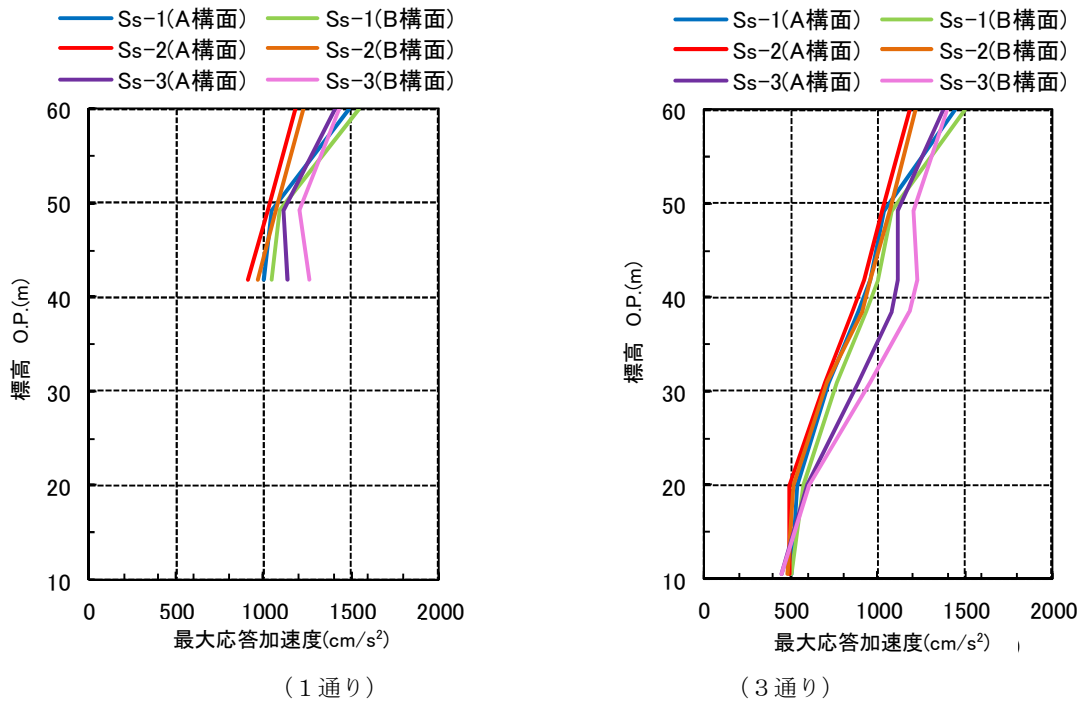 Ss-1(A構面) Ss-1(B構面)
Ss-2(A構面) Ss-2(B構面)
Ss-3(A構面) Ss-3(B構面)
60
50
40
30
20
10
標高 O.P.(m)
0 500 1000 1500 2000
最大応答加速度(cm/s²)
(1通り)
Ss-1(A構面) Ss-1(B構面)
Ss-2(A構面) Ss-2(B構面)
Ss-3(A構面) Ss-3(B構面)
60
50
40
30
20
10
標高 O.P.(m)
0 500 1000 1500 2000
最大応答加速度(cm/s²) )
(3通り)